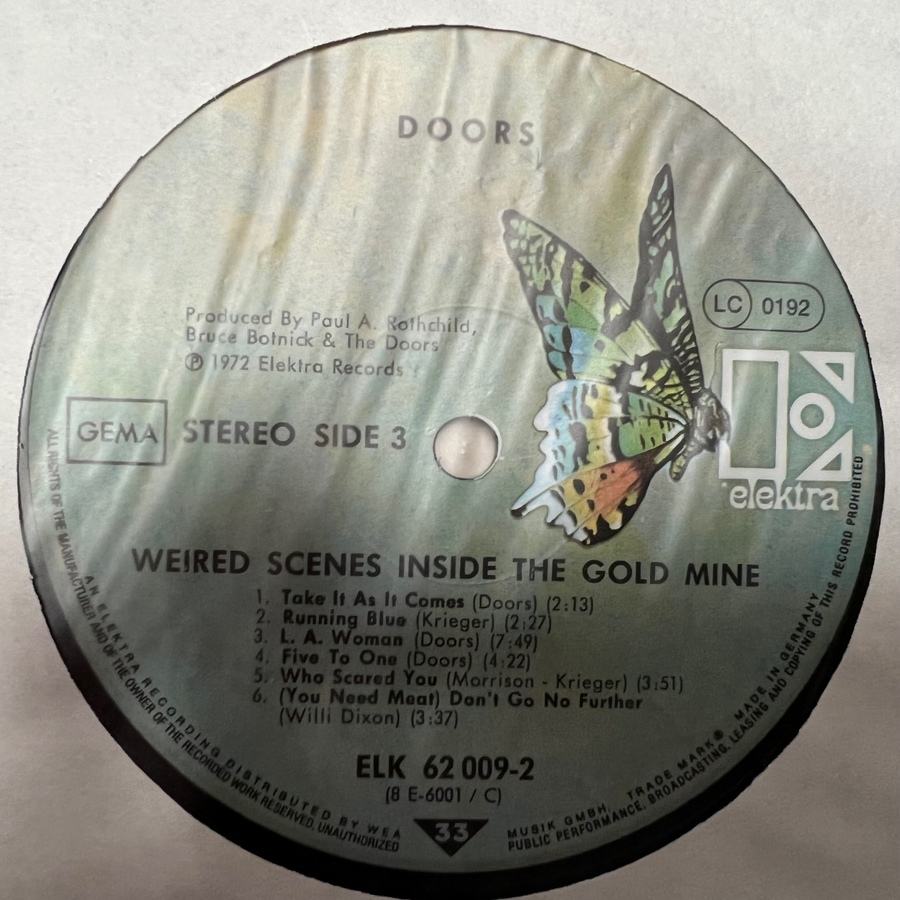 DOORS
LC 0192
Produced By Paul A. Rothchild,
Bruce Botnick & The Doors
Ⓟ 1972 Elektra Records
GEMA
STEREO SIDE 3
elektra
WEIRED SCENES INSIDE THE GOLD MINE
1. Take It As It Comes (Doors) (2:13)
2. Running Blue (Krieger) (2:27)
3. L. A. Woman (Doors) (7:49)
4. Five To One (Doors) (4:22)
5. Who Scared You (Morrison - Krieger) (3:51)
6. (You Need Meat) Don't Go No Further
(Willi Dixon) (3:37)
ELK 62 009-2
(8 E-6001 / C)
33
AN ELEKTRA RECORDING DISTRIBUTED BY WEA MUSIK GMBH, TRADE MARK® MADE IN GERMANY
ALL RIGHTS OF THE MANUFACTURER AND OF THE OWNER OF THE RECORDED WORK RESERVED, UNAUTHORIZED PUBLIC PERFORMANCE, BROADCASTING, LEASING AND COPYING OF THIS RECORD PROHIBITED